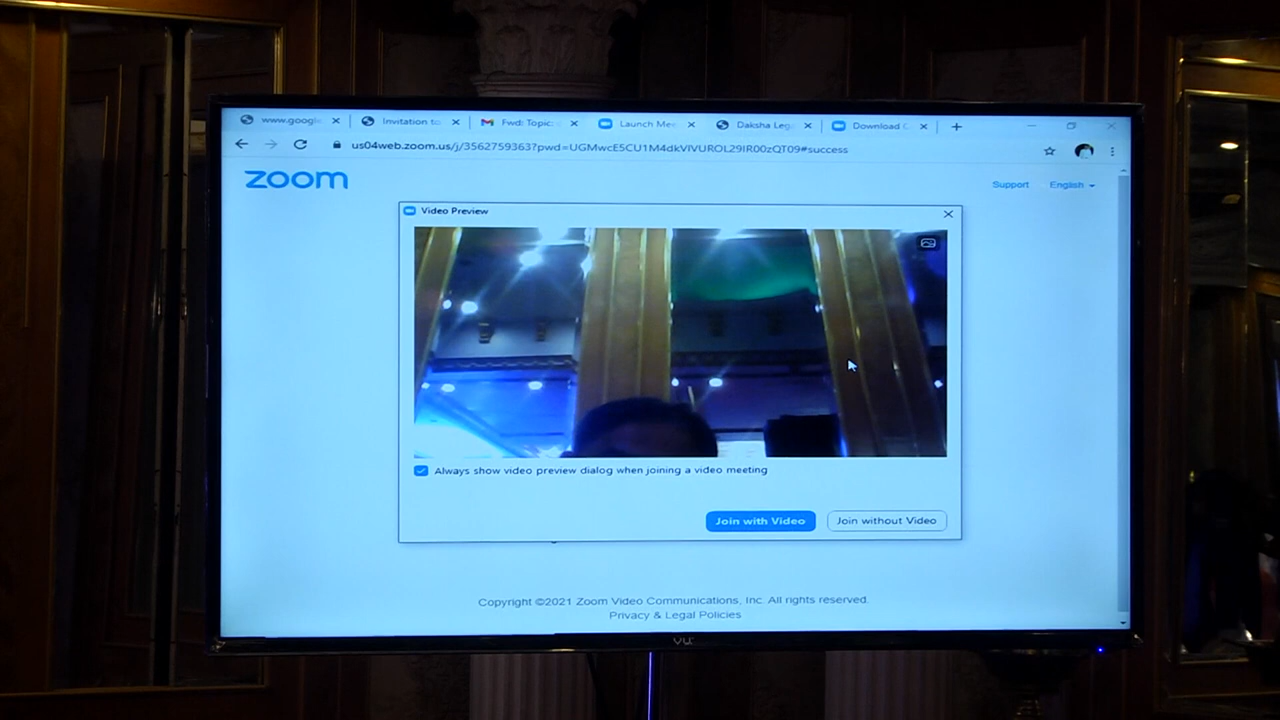 www.google
Invitation to
Fwd: Topic:
Launch Mee
Daksha Leg
Download
us04web.zoom.us/j/3562759363?pwd=UGMwcE5CU1M4dkVIVUROL29IR00zQT09#success
zoom
Support
English
Video Preview
Always show video preview dialog when joining a video meeting
Join with Video
Join without Video
Copyright ©2021 Zoom Video Communications, Inc. All rights reserved.
Privacy & Legal Policies
Vu